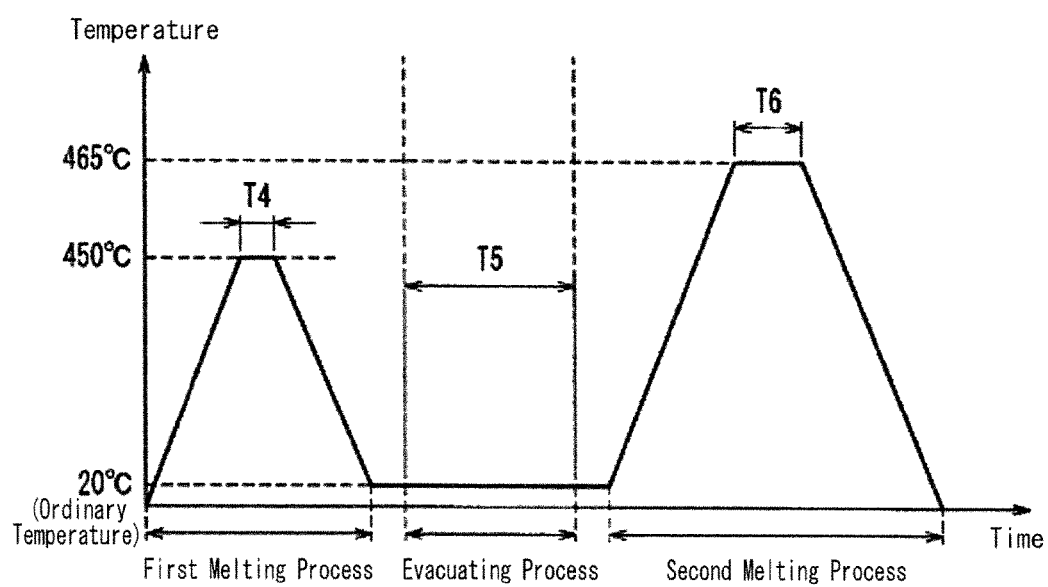 Temperature
T6
465°C
T4
450°C
T5
20°C
(Ordinary
Temperature)
Time
First Melting Process
Evacuating Process
Second Melting Process